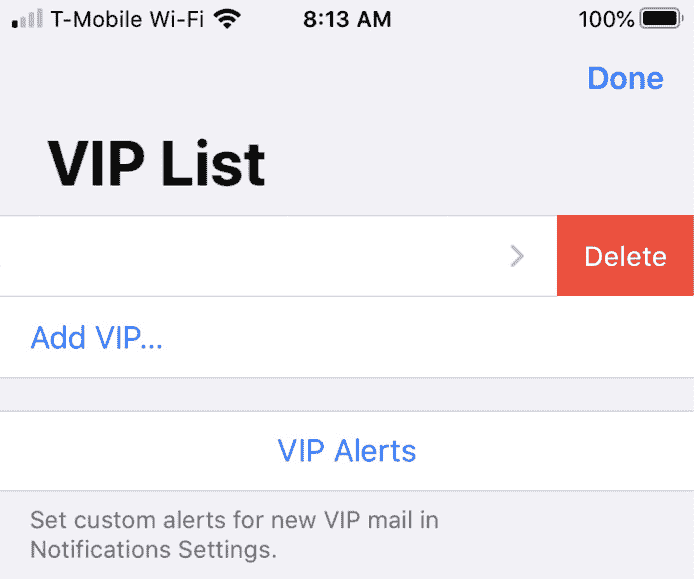 T-Mobile Wi-Fi 8:13 AM 100%
Done
VIP List
Delete
Add VIP...
VIP Alerts
Set custom alerts for new VIP mail in
Notifications Settings.